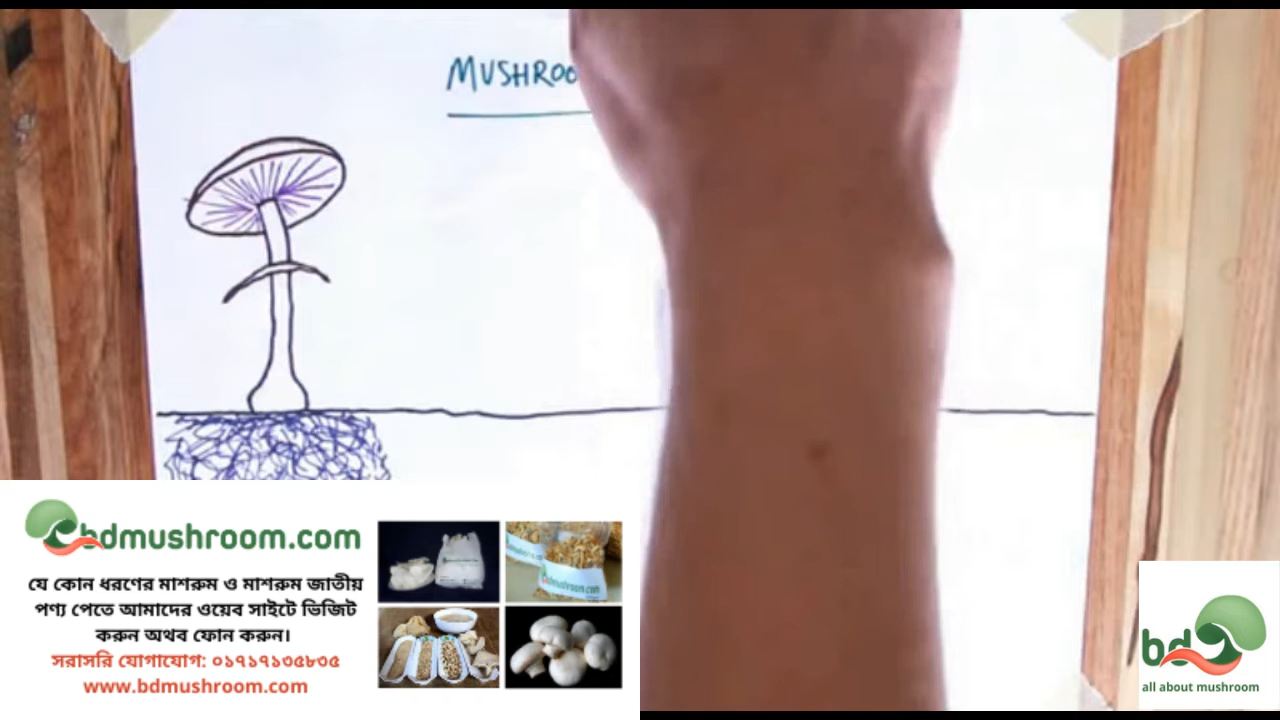 MUSHROO
bdmushroom.com
যে কোন ধরণের মাশরুম ও মাশরুম জাতীয়
পণ্য পেতে আমাদের ওয়েব সাইটে ভিজিট
করুন অথব ফোন করুন।
সরাসরি যোগাযোগ: ০১৭১৭১৩৫৮৩৫
www.bdmushroom.com
bd
all about mushroom